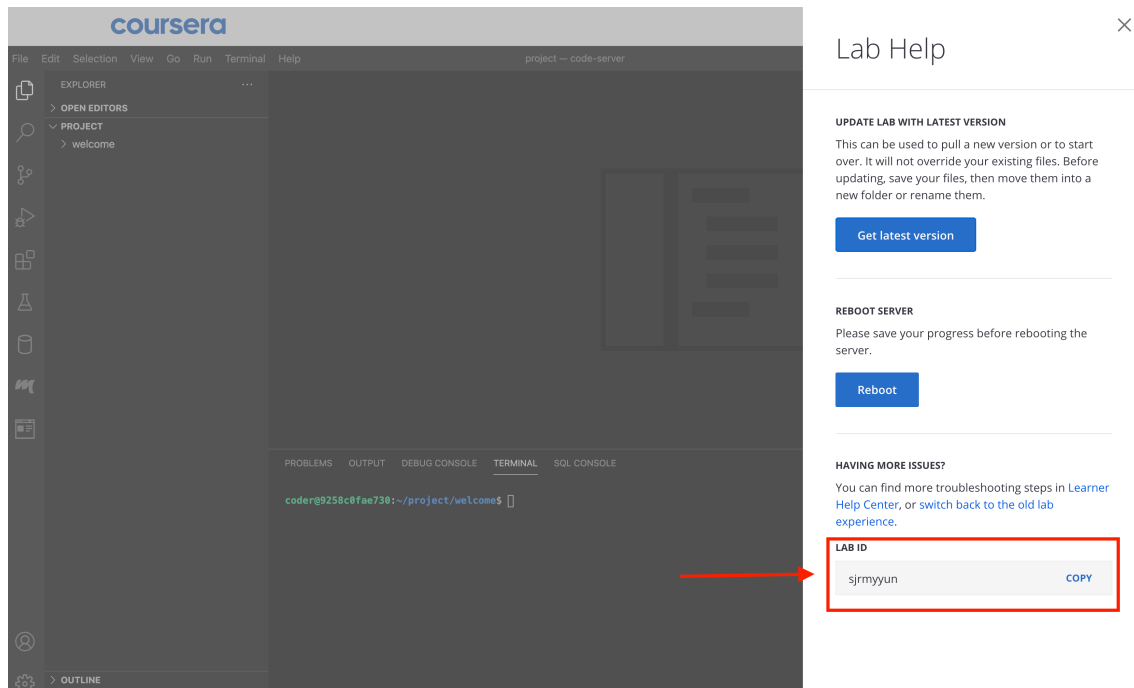 coursera
File Edit Selection View Go Run Terminal Help
project — code-server
EXPLORER
OPEN EDITORS
PROJECT
welcome
PROBLEMS OUTPUT DEBUG CONSOLE TERMINAL SQL CONSOLE
coder@9258c0fae730:~/project/welcome$
OUTLINE
Lab Help
UPDATE LAB WITH LATEST VERSION
This can be used to pull a new version or to start
over. It will not override your existing files. Before
updating, save your files, then move them into a
new folder or rename them.
Get latest version
REBOOT SERVER
Please save your progress before rebooting the
server.
Reboot
HAVING MORE ISSUES?
You can find more troubleshooting steps in Learner
Help Center, or switch back to the old lab
experience.
LAB ID
sjrmyyun COPY